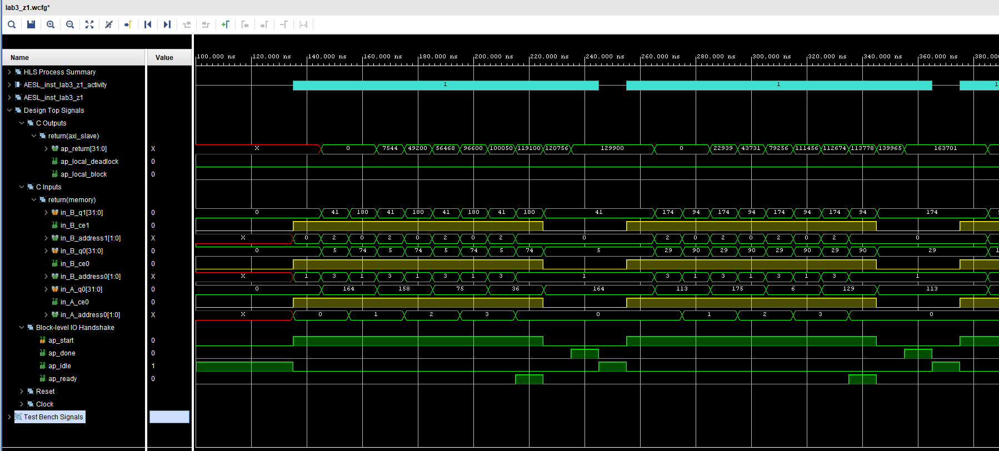 lab3_z1.wcfg*
Name Value 100.000 ns 120.000 ns 140.000 ns 160.000 ns 180.000 ns 200.000 ns 220.000 ns 240.000 ns 260.000 ns 280.000 ns 300.000 ns 320.000 ns 340.000 ns 360.000 ns 380.00
HLS Process Summary
AESL_inst_lab3_z1_activity 1 1 1
AESL_inst_lab3_z1
Design Top Signals
C Outputs
return(axi_slave)
ap_return[31:0] X X 0 7544 49200 56468 96600 100050 119100 120756 129900 0 22939 43731 79256 111456 112674 113778 139965 163701
ap_local_deadlock 0
ap_local_block 0
C Inputs
return(memory)
in_B_q1[31:0] 0 0 41 180 41 180 41 180 41 180 41 174 94 174 94 174 94 174 94 174
in_B_ce1 0
in_B_address1[1:0] X X 0 2 0 2 0 2 0 2 0 2 0 2 0 2 0 2 0
in_B_q0[31:0] 0 0 5 74 5 74 5 74 5 74 5 29 90 29 90 29 90 29 90 29 1
in_B_ce0 0
in_B_address0[1:0] X X 1 3 1 3 1 3 1 3 1 3 1 3 1 3 1 3 1
in_A_q0[31:0] 0 0 164 158 75 36 164 113 175 6 129 113
in_A_ce0 0
in_A_address0[1:0] X X 0 1 2 3 0 1 2 3 0
Block-level IO Handshake
ap_start 0
ap_done 0
ap_idle 1
ap_ready 0
Reset
Clock
Test Bench Signals